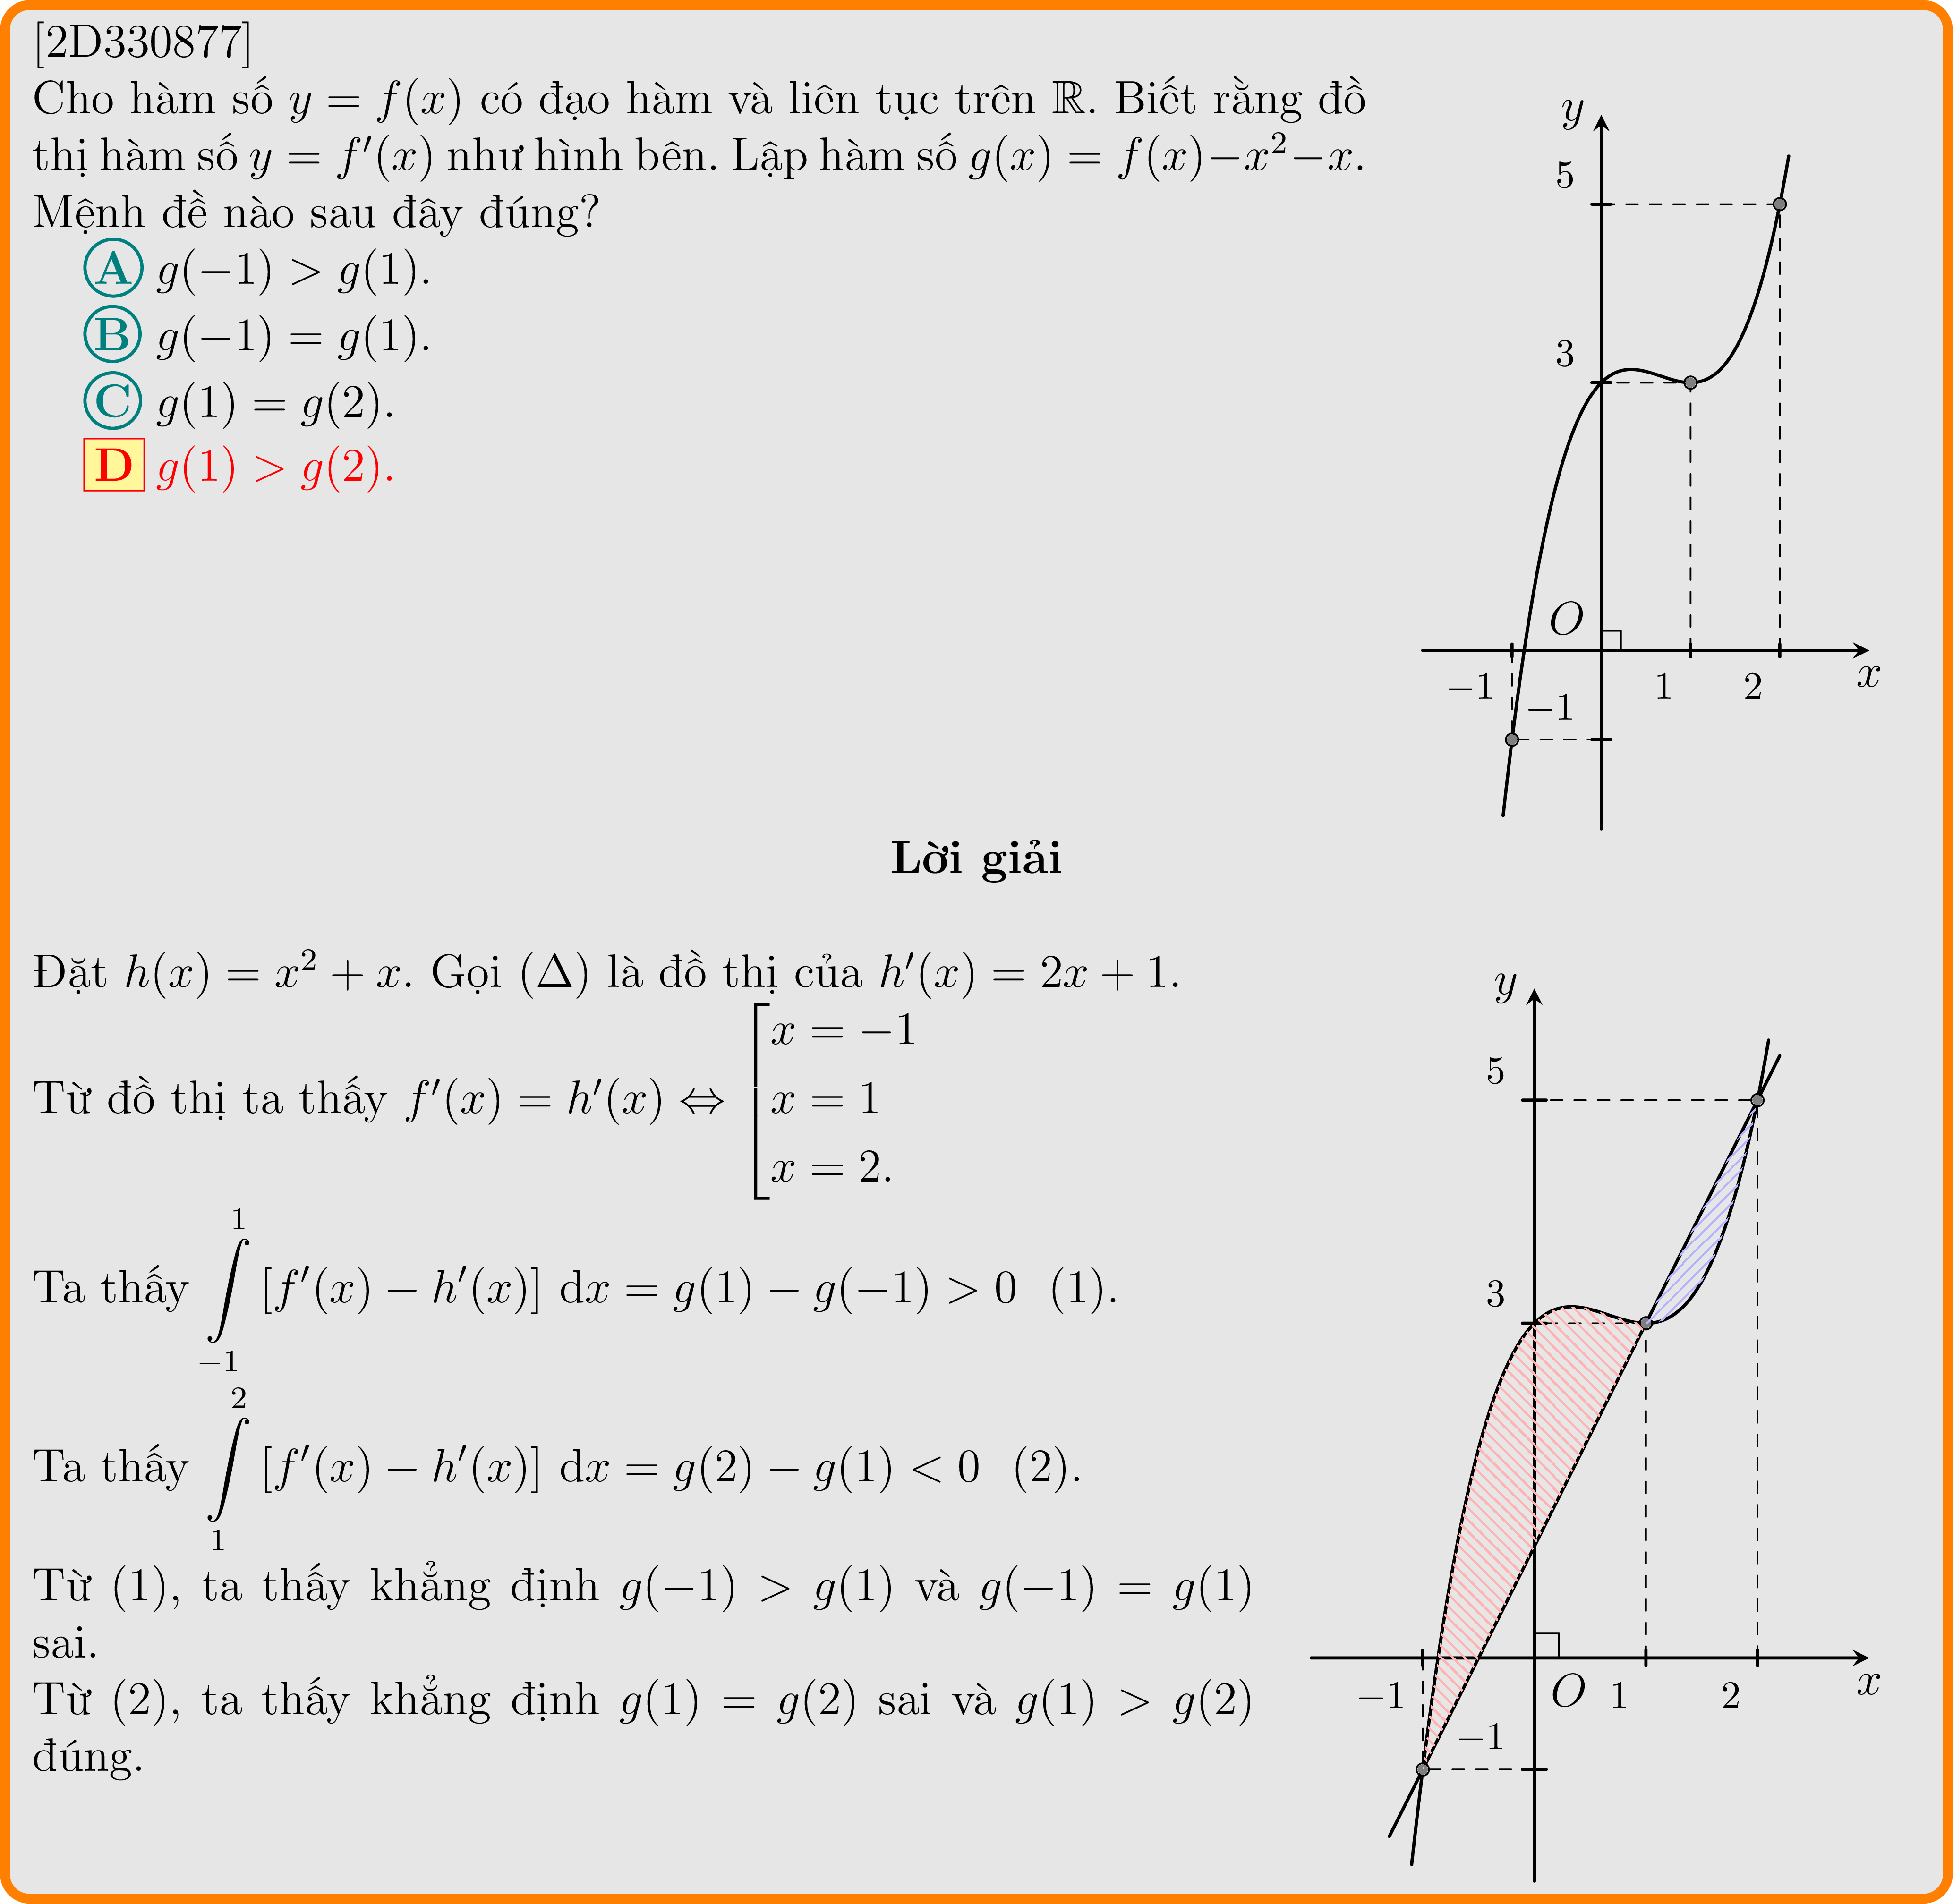 [2D330877]
Cho hàm số y = f(x) có đạo hàm và liên tục trên ℝ. Biết rằng đồ
thị hàm số y = f′(x) như hình bên. Lập hàm số g(x) = f(x)−x²−x.
Mệnh đề nào sau đây đúng?
A g(−1) > g(1).
B g(−1) = g(1).
C g(1) = g(2).
D g(1) > g(2).
y
5
3
O
−1
−1
1
2
x
Lời giải
Đặt h(x) = x² + x. Gọi (Δ) là đồ thị của h′(x) = 2x + 1.
Từ đồ thị ta thấy f′(x) = h′(x) ⇔ [ x = −1
x = 1
x = 2.
Ta thấy ∫₋₁¹ [f′(x) − h′(x)] dx = g(1) − g(−1) > 0 (1).
Ta thấy ∫₁² [f′(x) − h′(x)] dx = g(2) − g(1) < 0 (2).
Từ (1), ta thấy khẳng định g(−1) > g(1) và g(−1) = g(1)
sai.
Từ (2), ta thấy khẳng định g(1) = g(2) sai và g(1) > g(2)
đúng.
y
5
3
−1
O
1
2
x
−1